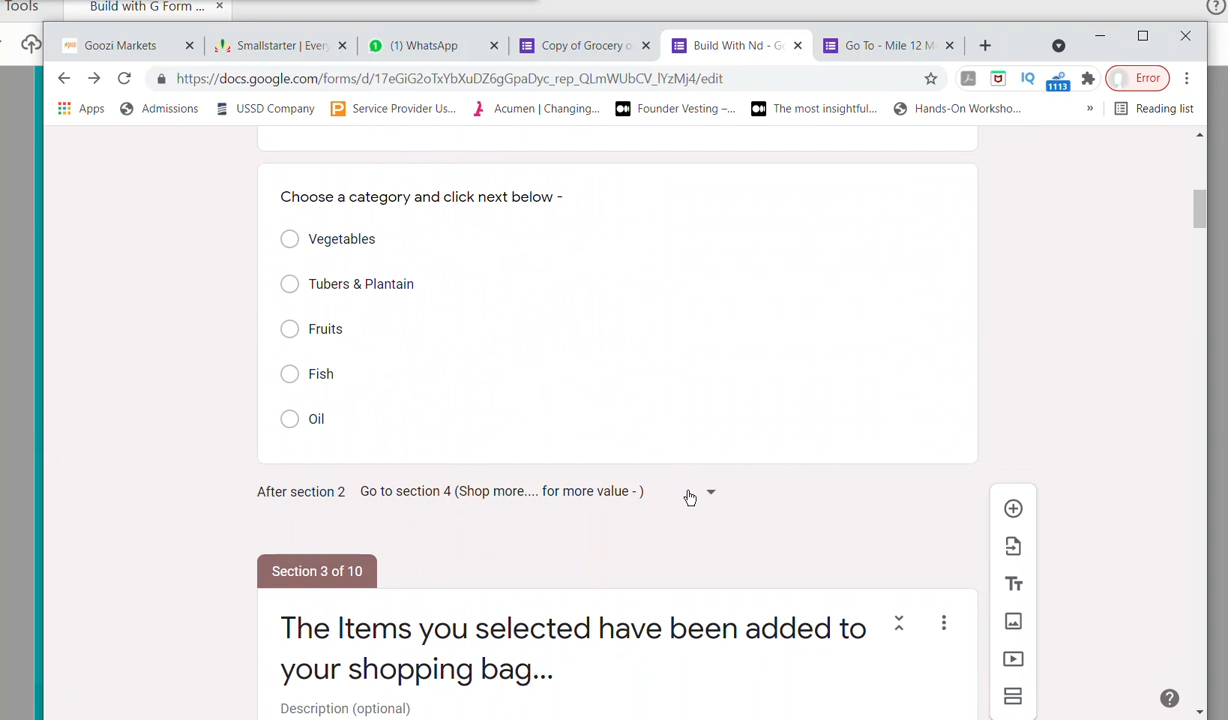 Tools
Build with G Form ...
Goozi Markets
Smallstarter | Ever
(1) WhatsApp
Copy of Grocery o
Build With Nd - Go
Go To - Mile 12 M
https://docs.google.com/forms/d/17eGiG2oTxYbXuDZ6gGpaDyc_rep_QLmWUbCV_lYzMj4/edit
IQ
1113
Error
Apps
Admissions
USSD Company
Service Provider Us...
Acumen | Changing...
Founder Vesting –...
The most insightful...
Hands-On Worksho...
»
Reading list
Choose a category and click next below -
Vegetables
Tubers & Plantain
Fruits
Fish
Oil
After section 2 Go to section 4 (Shop more.... for more value - )
Section 3 of 10
The Items you selected have been added to
your shopping bag...
Description (optional)